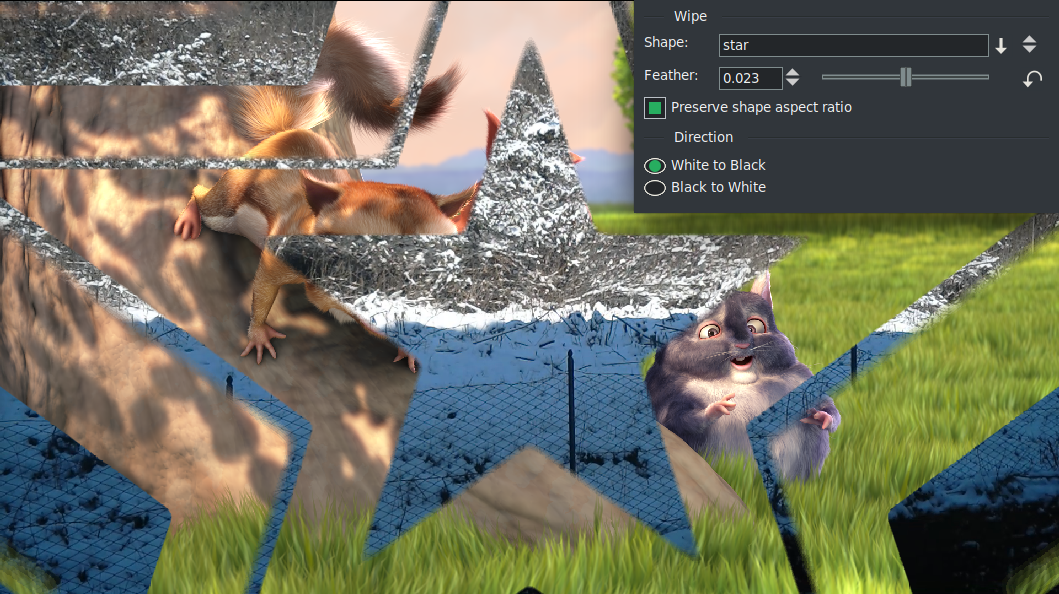 Wipe
Shape: star
Feather: 0.023
Preserve shape aspect ratio
Direction
White to Black
Black to White